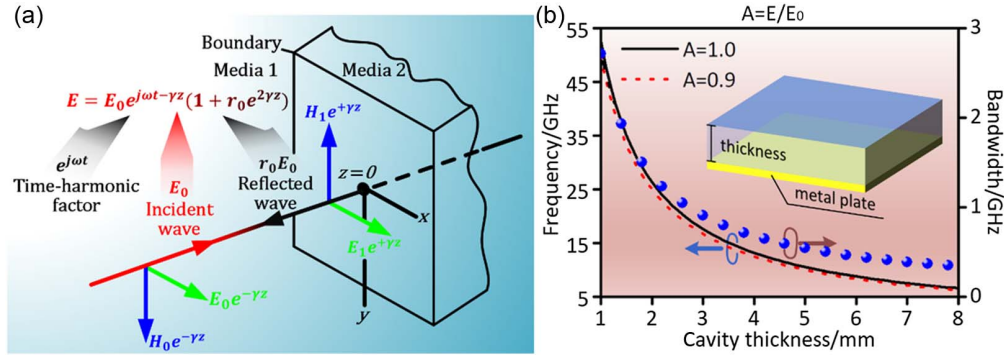 (a)
Boundary
Media 1
Media 2
E = E₀e^{jωt−γz}(1 + r₀e^{2γz})
H₁e^{+γz}
e^{jωt}
Time-harmonic
factor
E₀
Incident
wave
r₀E₀
Reflected
wave
z=0
x
E₁e^{+γz}
y
E₀e^{−γz}
H₀e^{−γz}
(b)
A=E/E₀
Frequency/GHz
55
45
35
25
15
5
A=1.0
A=0.9
thickness
metal plate
3
2
1
0
Bandwidth/GHz
1 2 3 4 5 6 7 8
Cavity thickness/mm